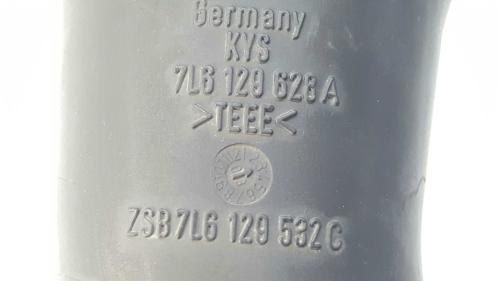 Germany
KYS
7L6 129 628 A
>TEEE<
ZSB 7L6 129 532 C